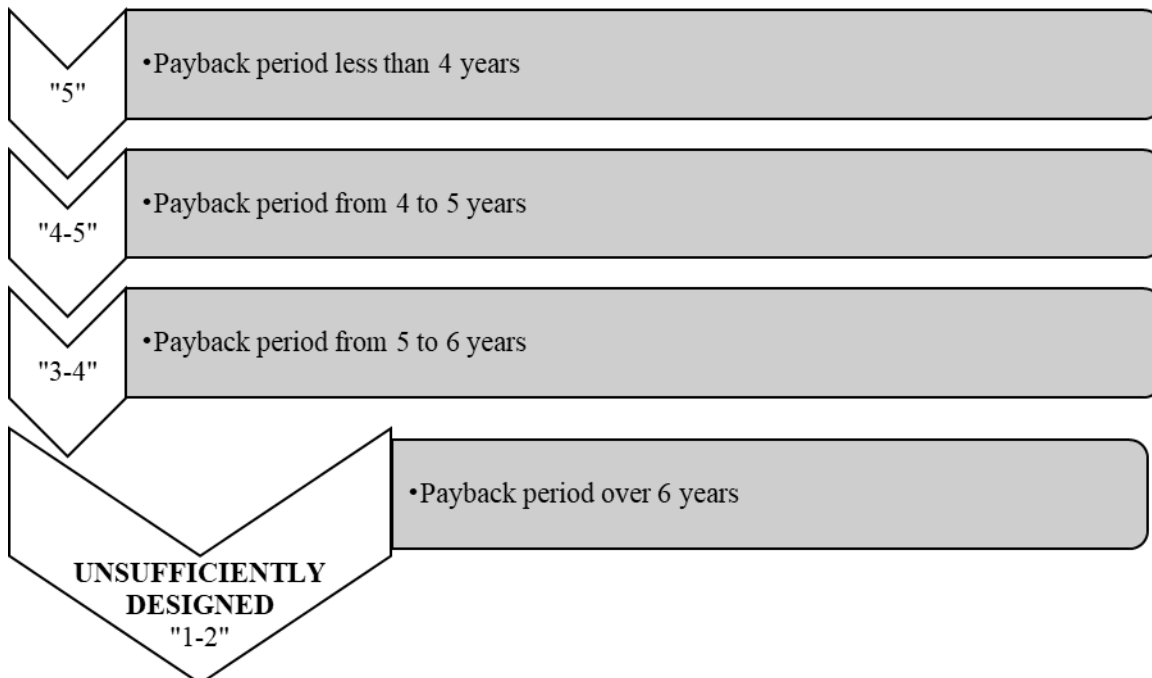 "5"
•Payback period less than 4 years
"4-5"
•Payback period from 4 to 5 years
"3-4"
•Payback period from 5 to 6 years
UNSUFFICIENTLY
DESIGNED
"1-2"
•Payback period over 6 years